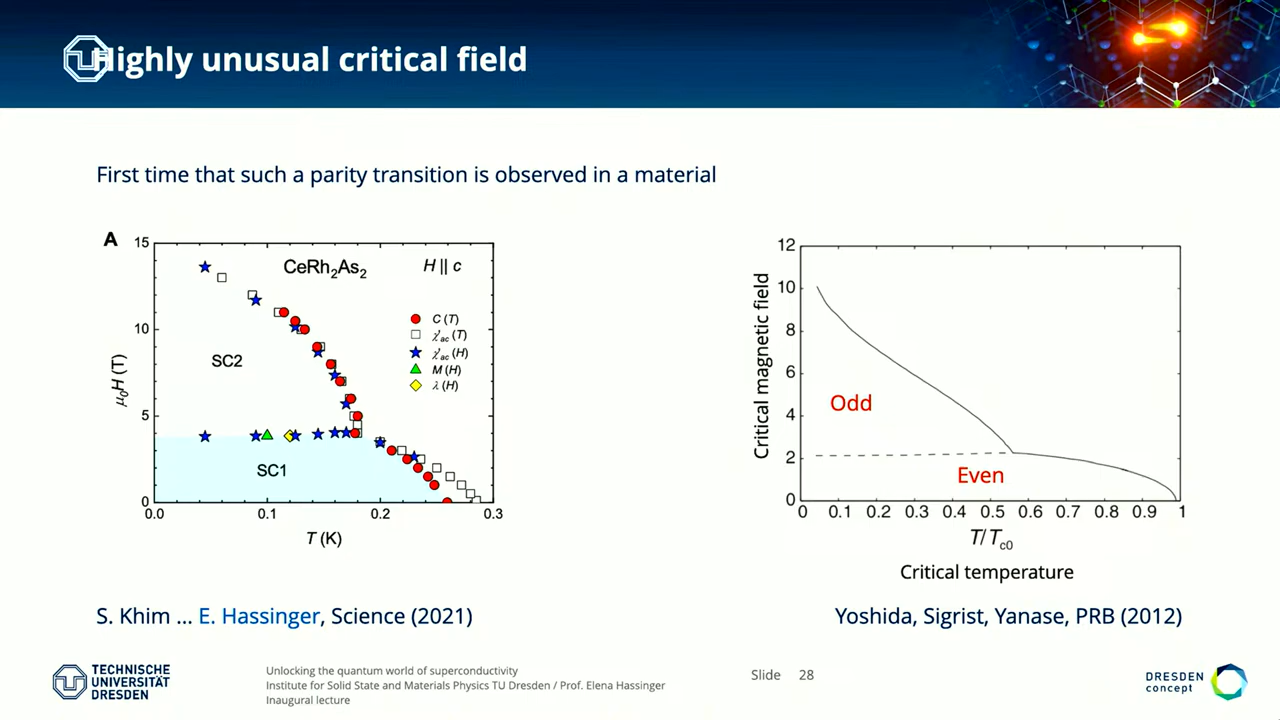 Highly unusual critical field
First time that such a parity transition is observed in a material
A
15
10
5
0
μ₀H (T)
CeRh₂As₂
H || c
C (T)
χ'ac (T)
χ'ac (H)
M (H)
λ (H)
SC2
SC1
0.0 0.1 0.2 0.3
T (K)
S. Khim ... E. Hassinger, Science (2021)
12
10
8
6
4
2
0
Critical magnetic field
Odd
Even
0 0.1 0.2 0.3 0.4 0.5 0.6 0.7 0.8 0.9 1
T/Tc0
Critical temperature
Yoshida, Sigrist, Yanase, PRB (2012)
TECHNISCHE
UNIVERSITÄT
DRESDEN
Unlocking the quantum world of superconductivity
Institute for Solid State and Materials Physics TU Dresden / Prof. Elena Hassinger
Inaugural lecture
Slide 28
DRESDEN
concept